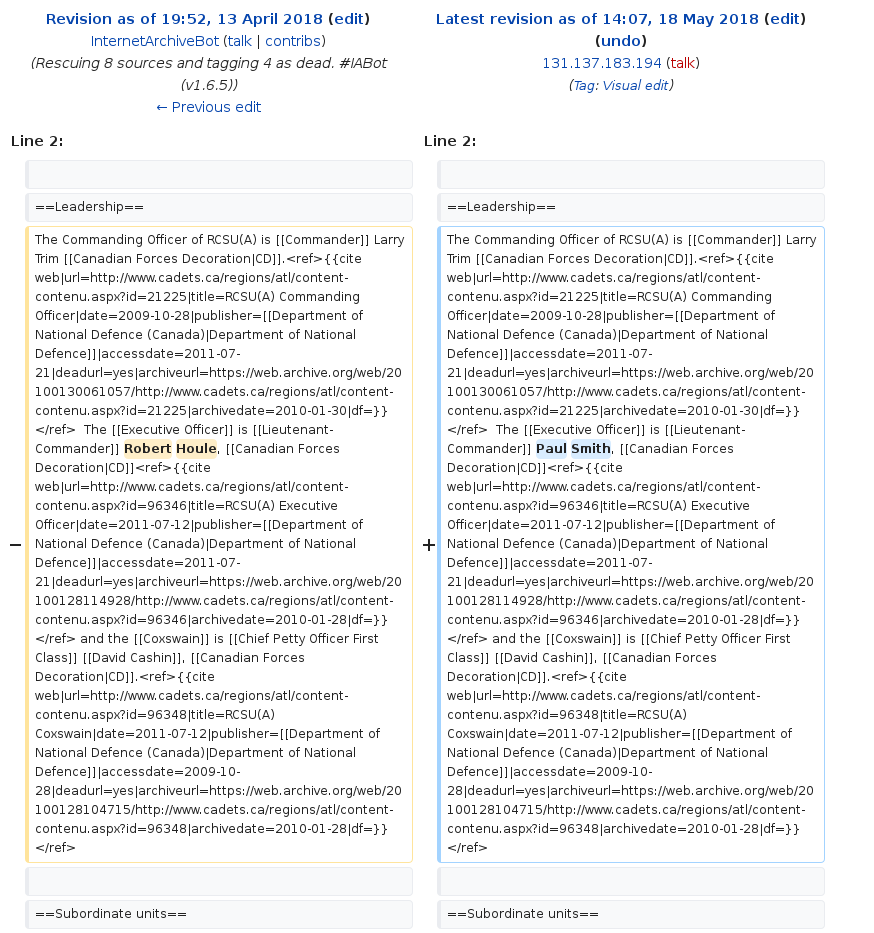 Revision as of 19:52, 13 April 2018 (edit)
InternetArchiveBot (talk | contribs)
(Rescuing 8 sources and tagging 4 as dead. #IABot
(v1.6.5))
← Previous edit
Latest revision as of 14:07, 18 May 2018 (edit)
(undo)
131.137.183.194 (talk)
(Tag: Visual edit)
Line 2:
Line 2:
==Leadership==
==Leadership==
−
The Commanding Officer of RCSU(A) is [[Commander]] Larry
Trim [[Canadian Forces Decoration|CD]].<ref>{{cite
web|url=http://www.cadets.ca/regions/atl/content-
contenu.aspx?id=21225|title=RCSU(A) Commanding
Officer|date=2009-10-28|publisher=[[Department of
National Defence (Canada)|Department of National
Defence]]|accessdate=2011-07-
21|deadurl=yes|archiveurl=https://web.archive.org/web/20
100130061057/http://www.cadets.ca/regions/atl/content-
contenu.aspx?id=21225|archivedate=2010-01-30|df=}}
</ref>  The [[Executive Officer]] is [[Lieutenant-
Commander]] Robert Houle, [[Canadian Forces
Decoration|CD]]<ref>{{cite
web|url=http://www.cadets.ca/regions/atl/content-
contenu.aspx?id=96346|title=RCSU(A) Executive
Officer|date=2011-07-12|publisher=[[Department of
National Defence (Canada)|Department of National
Defence]]|accessdate=2011-07-
21|deadurl=yes|archiveurl=https://web.archive.org/web/20
100128114928/http://www.cadets.ca/regions/atl/content-
contenu.aspx?id=96346|archivedate=2010-01-28|df=}}
</ref> and the [[Coxswain]] is [[Chief Petty Officer First
Class]] [[David Cashin]], [[Canadian Forces
Decoration|CD]].<ref>{{cite
web|url=http://www.cadets.ca/regions/atl/content-
contenu.aspx?id=96348|title=RCSU(A)
Coxswain|date=2011-07-12|publisher=[[Department of
National Defence (Canada)|Department of National
Defence]]|accessdate=2009-10-
28|deadurl=yes|archiveurl=https://web.archive.org/web/20
100128104715/http://www.cadets.ca/regions/atl/content-
contenu.aspx?id=96348|archivedate=2010-01-28|df=}}
</ref>
+
The Commanding Officer of RCSU(A) is [[Commander]] Larry
Trim [[Canadian Forces Decoration|CD]].<ref>{{cite
web|url=http://www.cadets.ca/regions/atl/content-
contenu.aspx?id=21225|title=RCSU(A) Commanding
Officer|date=2009-10-28|publisher=[[Department of
National Defence (Canada)|Department of National
Defence]]|accessdate=2011-07-
21|deadurl=yes|archiveurl=https://web.archive.org/web/20
100130061057/http://www.cadets.ca/regions/atl/content-
contenu.aspx?id=21225|archivedate=2010-01-30|df=}}
</ref>  The [[Executive Officer]] is [[Lieutenant-
Commander]] Paul Smith, [[Canadian Forces
Decoration|CD]]<ref>{{cite
web|url=http://www.cadets.ca/regions/atl/content-
contenu.aspx?id=96346|title=RCSU(A) Executive
Officer|date=2011-07-12|publisher=[[Department of
National Defence (Canada)|Department of National
Defence]]|accessdate=2011-07-
21|deadurl=yes|archiveurl=https://web.archive.org/web/20
100128114928/http://www.cadets.ca/regions/atl/content-
contenu.aspx?id=96346|archivedate=2010-01-28|df=}}
</ref> and the [[Coxswain]] is [[Chief Petty Officer First
Class]] [[David Cashin]], [[Canadian Forces
Decoration|CD]].<ref>{{cite
web|url=http://www.cadets.ca/regions/atl/content-
contenu.aspx?id=96348|title=RCSU(A)
Coxswain|date=2011-07-12|publisher=[[Department of
National Defence (Canada)|Department of National
Defence]]|accessdate=2009-10-
28|deadurl=yes|archiveurl=https://web.archive.org/web/20
100128104715/http://www.cadets.ca/regions/atl/content-
contenu.aspx?id=96348|archivedate=2010-01-28|df=}}
</ref>
==Subordinate units==
==Subordinate units==